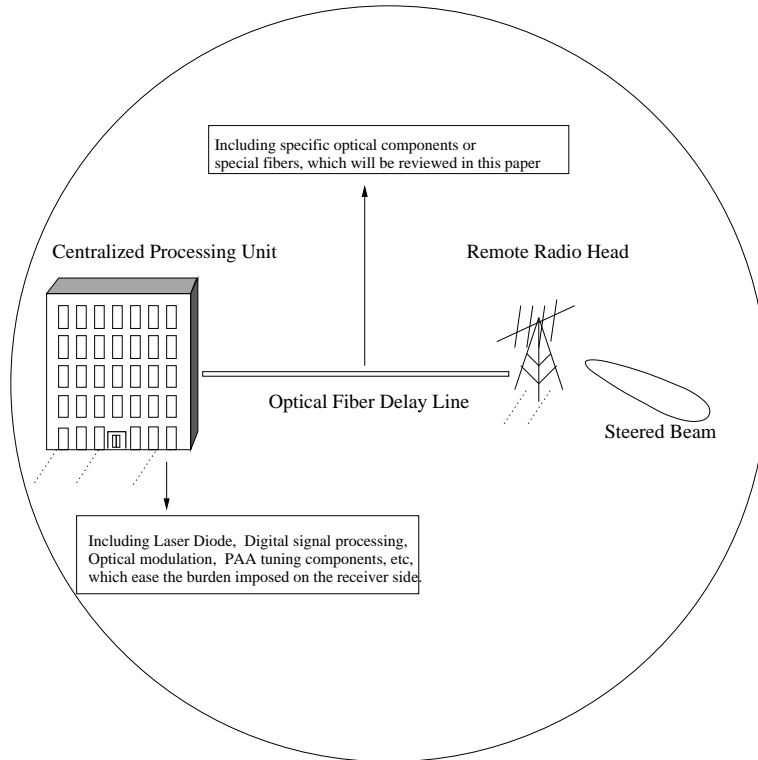 Including specific optical components or
special fibers, which will be reviewed in this paper
Centralized Processing Unit
Remote Radio Head
Optical Fiber Delay Line
Steered Beam
Including Laser Diode, Digital signal processing,
Optical modulation, PAA tuning components, etc,
which ease the burden imposed on the receiver side.